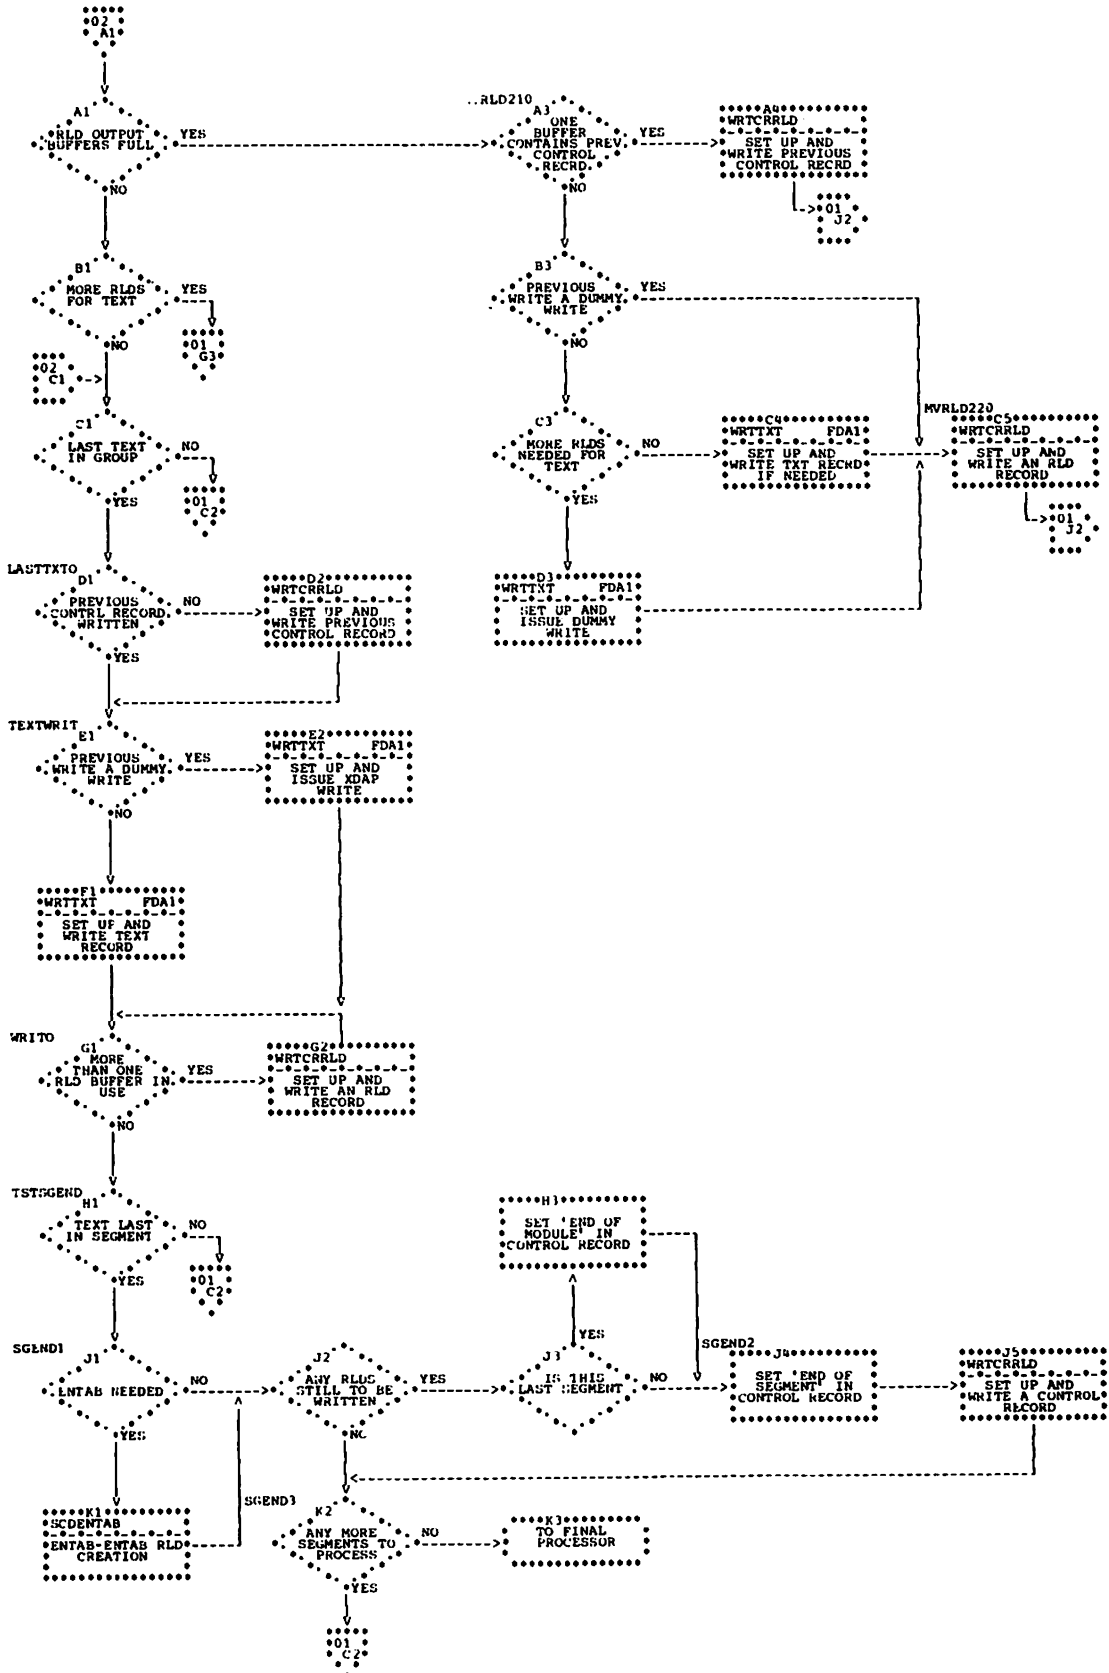 02
A1
A1
RLD OUTPUT
BUFFERS FULL
YES
NO
..RLD210
A3
ONE
BUFFER
CONTAINS PREV
CONTROL
RECRD
YES
NO
A4
WRTCRRLD
SET UP AND
WRITE PREVIOUS
CONTROL RECRD
01
J2
B1
MORE RLDS
FOR TEXT
YES
NO
01
G3
B3
PREVIOUS
WRITE A DUMMY
WRITE
YES
NO
02
C1
C1
LAST TEXT
IN GROUP
NO
YES
01
C2
C3
MORE RLDS
NEEDED FOR
TEXT
NO
YES
C4
WRTTXT FDA1
SET UP AND
WRITE TXT RECRD
IF NEEDED
MVRLD220
C5
WRTCRRLD
SET UP AND
WRITE AN RLD
RECORD
01
J2
LASTTXTO
D1
PREVIOUS
CONTRL RECORD
WRITTEN
NO
YES
D2
WRTCRRLD
SET UP AND
WRITE PREVIOUS
CONTROL RECORD
D3
WRTTXT FDA1
SET UP AND
ISSUE DUMMY
WRITE
TEXTWRIT
E1
PREVIOUS
WRITE A DUMMY
WRITE
YES
NO
E2
WRTTXT FDA1
SET UP AND
ISSUE XDAP
WRITE
F1
WRTTXT FDA1
SET UP AND
WRITE TEXT
RECORD
WRITO
G1
MORE
THAN ONE
RLD BUFFER IN
USE
YES
NO
G2
WRTCRRLD
SET UP AND
WRITE AN RLD
RECORD
TSTSGEND
H1
TEXT LAST
IN SEGMENT
NO
YES
01
C2
H3
SET 'END OF
MODULE' IN
CONTROL RECORD
SGEND1
J1
ENTAB NEEDED
NO
YES
J2
ANY RLDS
STILL TO BE
WRITTEN
YES
NO
J3
IS THIS
LAST SEGMENT
YES
NO
SGEND2
J4
SET 'END OF
SEGMENT' IN
CONTROL RECORD
J5
WRTCRRLD
SET UP AND
WRITE A CONTROL
RECORD
K1
SCDENTAB
ENTAB-ENTAB RLD
CREATION
SGEND3
K2
ANY MORE
SEGMENTS TO
PROCESS
NO
YES
K3
TO FINAL
PROCESSOR
01
C2